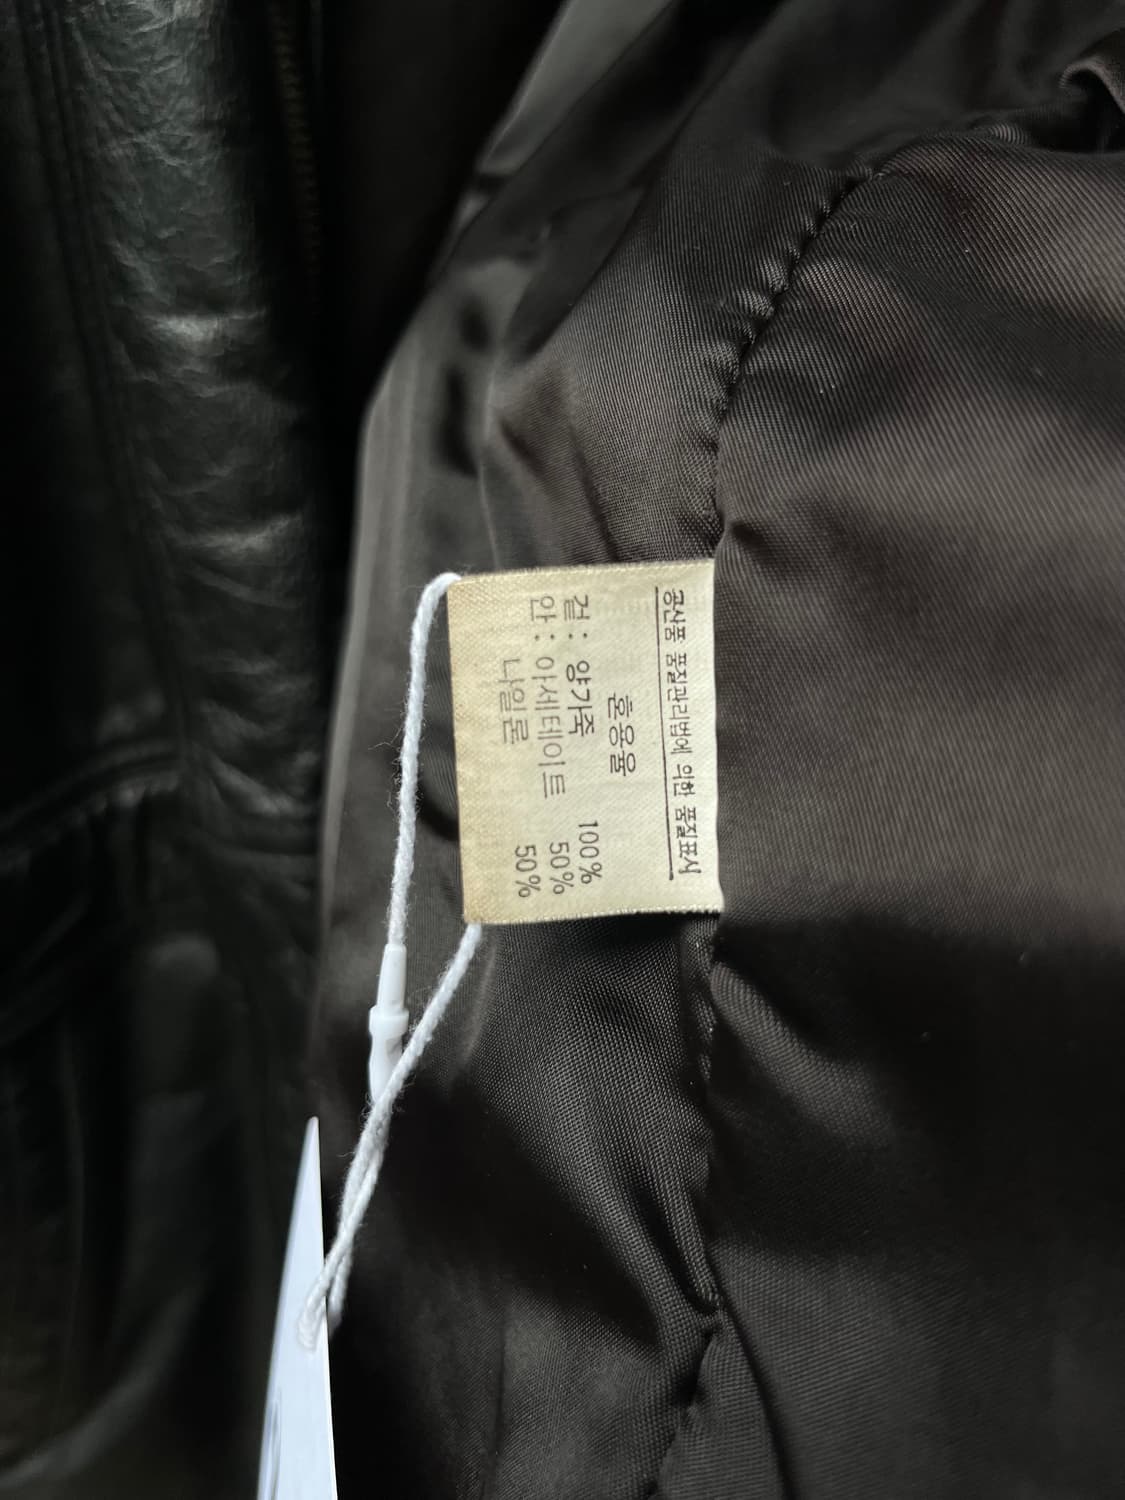 공산품 품질관리법에 의한 품질표시
혼용율
겉: 양가죽 100%
안: 아세테이트 50%
나일론 50%